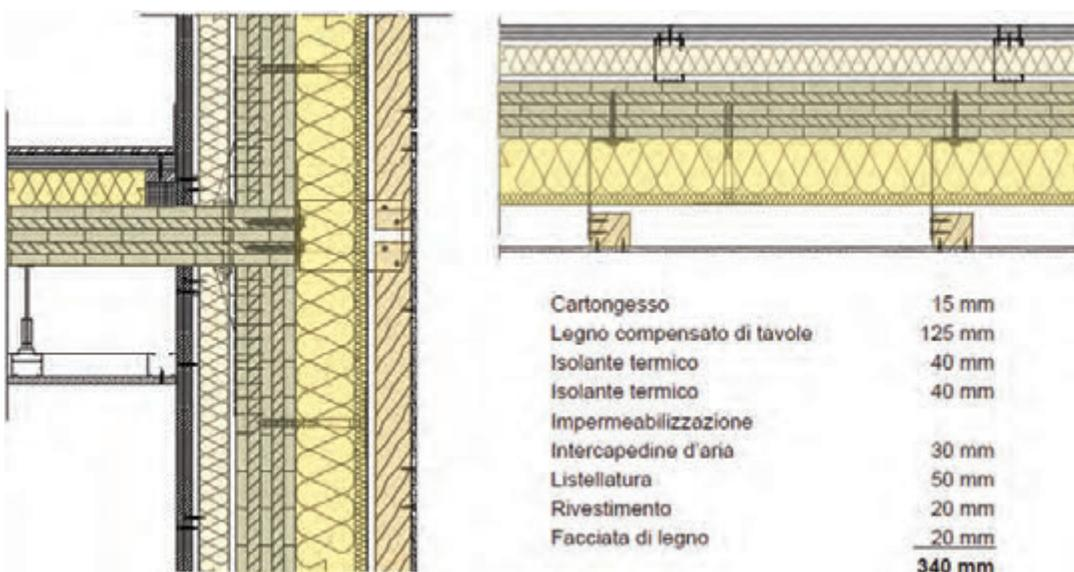 Cartongesso 15 mm
Legno compensato di tavole 125 mm
Isolante termico 40 mm
Isolante termico 40 mm
Impermeabilizzazione
Intercapedine d'aria 30 mm
Listellatura 50 mm
Rivestimento 20 mm
Facciata di legno 20 mm
340 mm